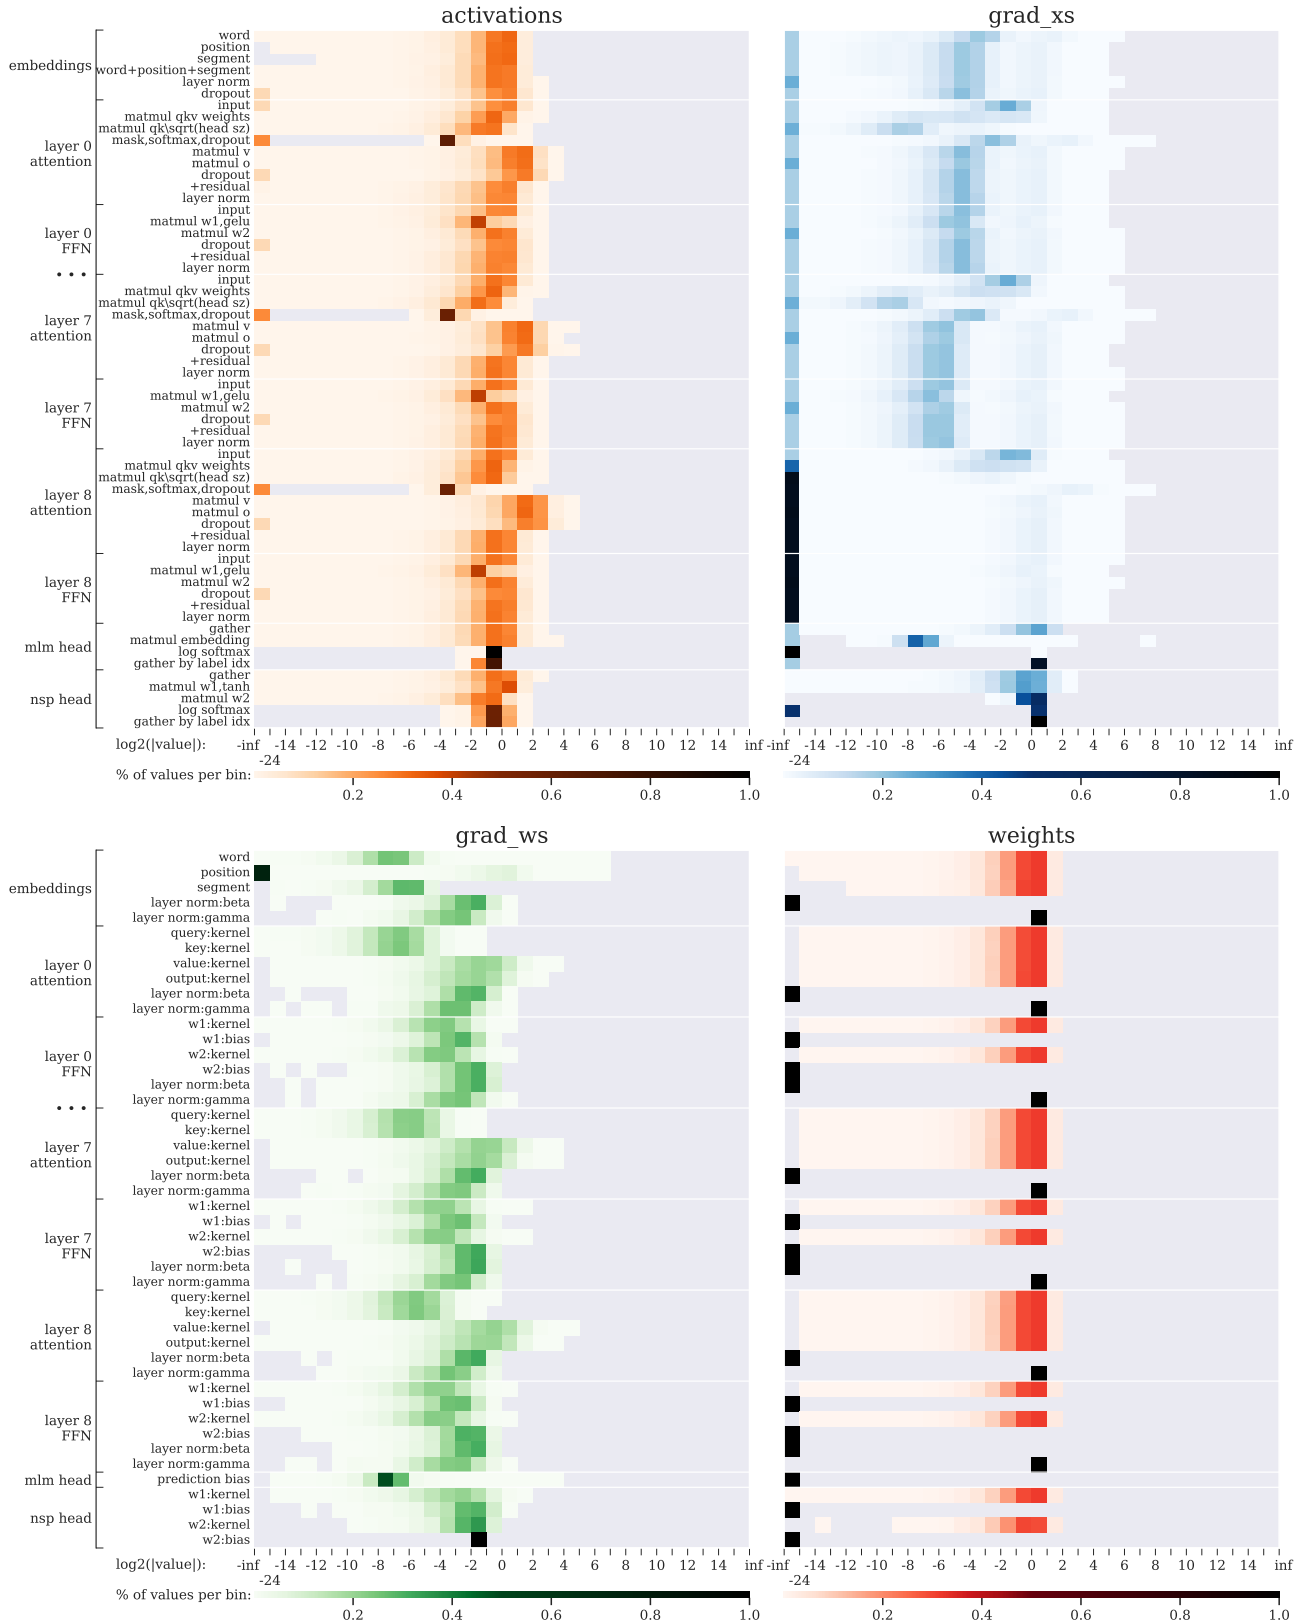 activations grad_xs
embeddings
word
position
segment
word+position+segment
layer norm
dropout
layer 0
attention
input
matmul qkv weights
matmul qk\sqrt(head sz)
mask,softmax,dropout
matmul v
matmul o
dropout
+residual
layer norm
layer 0
FFN
input
matmul w1,gelu
matmul w2
dropout
+residual
layer norm
• • •
layer 7
attention
input
matmul qkv weights
matmul qk\sqrt(head sz)
mask,softmax,dropout
matmul v
matmul o
dropout
+residual
layer norm
layer 7
FFN
input
matmul w1,gelu
matmul w2
dropout
+residual
layer norm
layer 8
attention
input
matmul qkv weights
matmul qk\sqrt(head sz)
mask,softmax,dropout
matmul v
matmul o
dropout
+residual
layer norm
layer 8
FFN
input
matmul w1,gelu
matmul w2
dropout
+residual
layer norm
mlm head
gather
matmul embedding
log softmax
gather by label idx
nsp head
gather
matmul w1,tanh
matmul w2
log softmax
gather by label idx
log2(|value|): -inf -14 -10 -8 -6 -4 -2 0 2 4 6 8 10 12 14 inf -inf -14 -10 -8 -6 -4 -2 0 2 4 6 8 10 12 14 inf
-24 -24
% of values per bin:
0.2 0.4 0.6 0.8 1.0 0.2 0.4 0.6 0.8 1.0
grad_ws weights
embeddings
word
position
segment
layer norm:beta
layer norm:gamma
layer 0
attention
query:kernel
key:kernel
value:kernel
output:kernel
layer norm:beta
layer norm:gamma
layer 0
FFN
w1:kernel
w1:bias
w2:kernel
w2:bias
layer norm:beta
layer norm:gamma
• • •
layer 7
attention
query:kernel
key:kernel
value:kernel
output:kernel
layer norm:beta
layer norm:gamma
layer 7
FFN
w1:kernel
w1:bias
w2:kernel
w2:bias
layer norm:beta
layer norm:gamma
layer 8
attention
query:kernel
key:kernel
value:kernel
output:kernel
layer norm:beta
layer norm:gamma
layer 8
FFN
w1:kernel
w1:bias
w2:kernel
w2:bias
layer norm:beta
layer norm:gamma
mlm head
prediction bias
nsp head
w1:kernel
w1:bias
w2:kernel
w2:bias
log2(|value|): -inf -14 -10 -8 -6 -4 -2 0 2 4 6 8 10 12 14 inf -inf -14 -10 -8 -6 -4 -2 0 2 4 6 8 10 12 14 inf
-24 -24
% of values per bin:
0.2 0.4 0.6 0.8 1.0 0.2 0.4 0.6 0.8 1.0